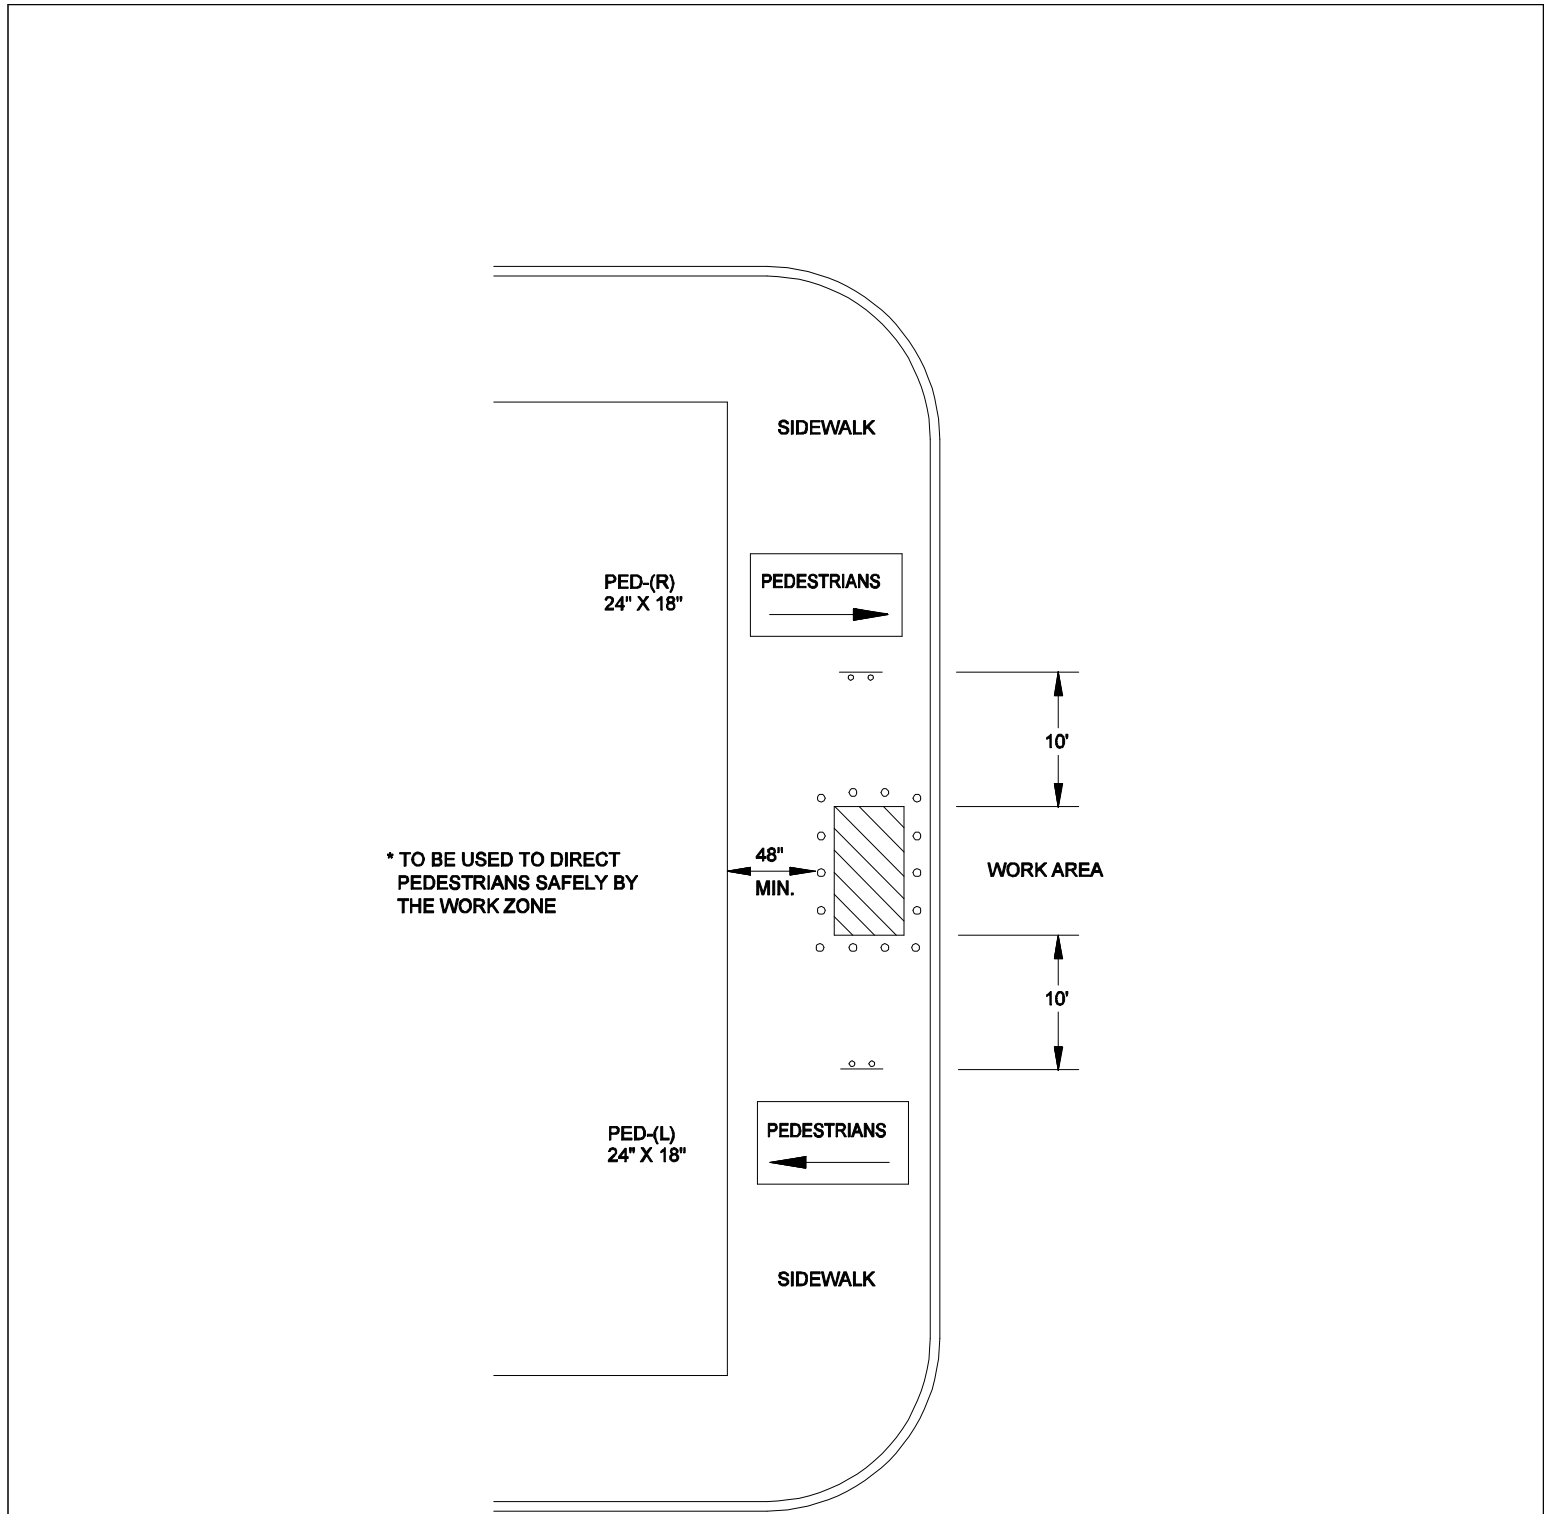 SIDEWALK
PED-(R)
24" X 18"
PEDESTRIANS
10'
* TO BE USED TO DIRECT
PEDESTRIANS SAFELY BY
THE WORK ZONE
48"
MIN.
WORK AREA
10'
PED-(L)
24" X 18"
PEDESTRIANS
SIDEWALK